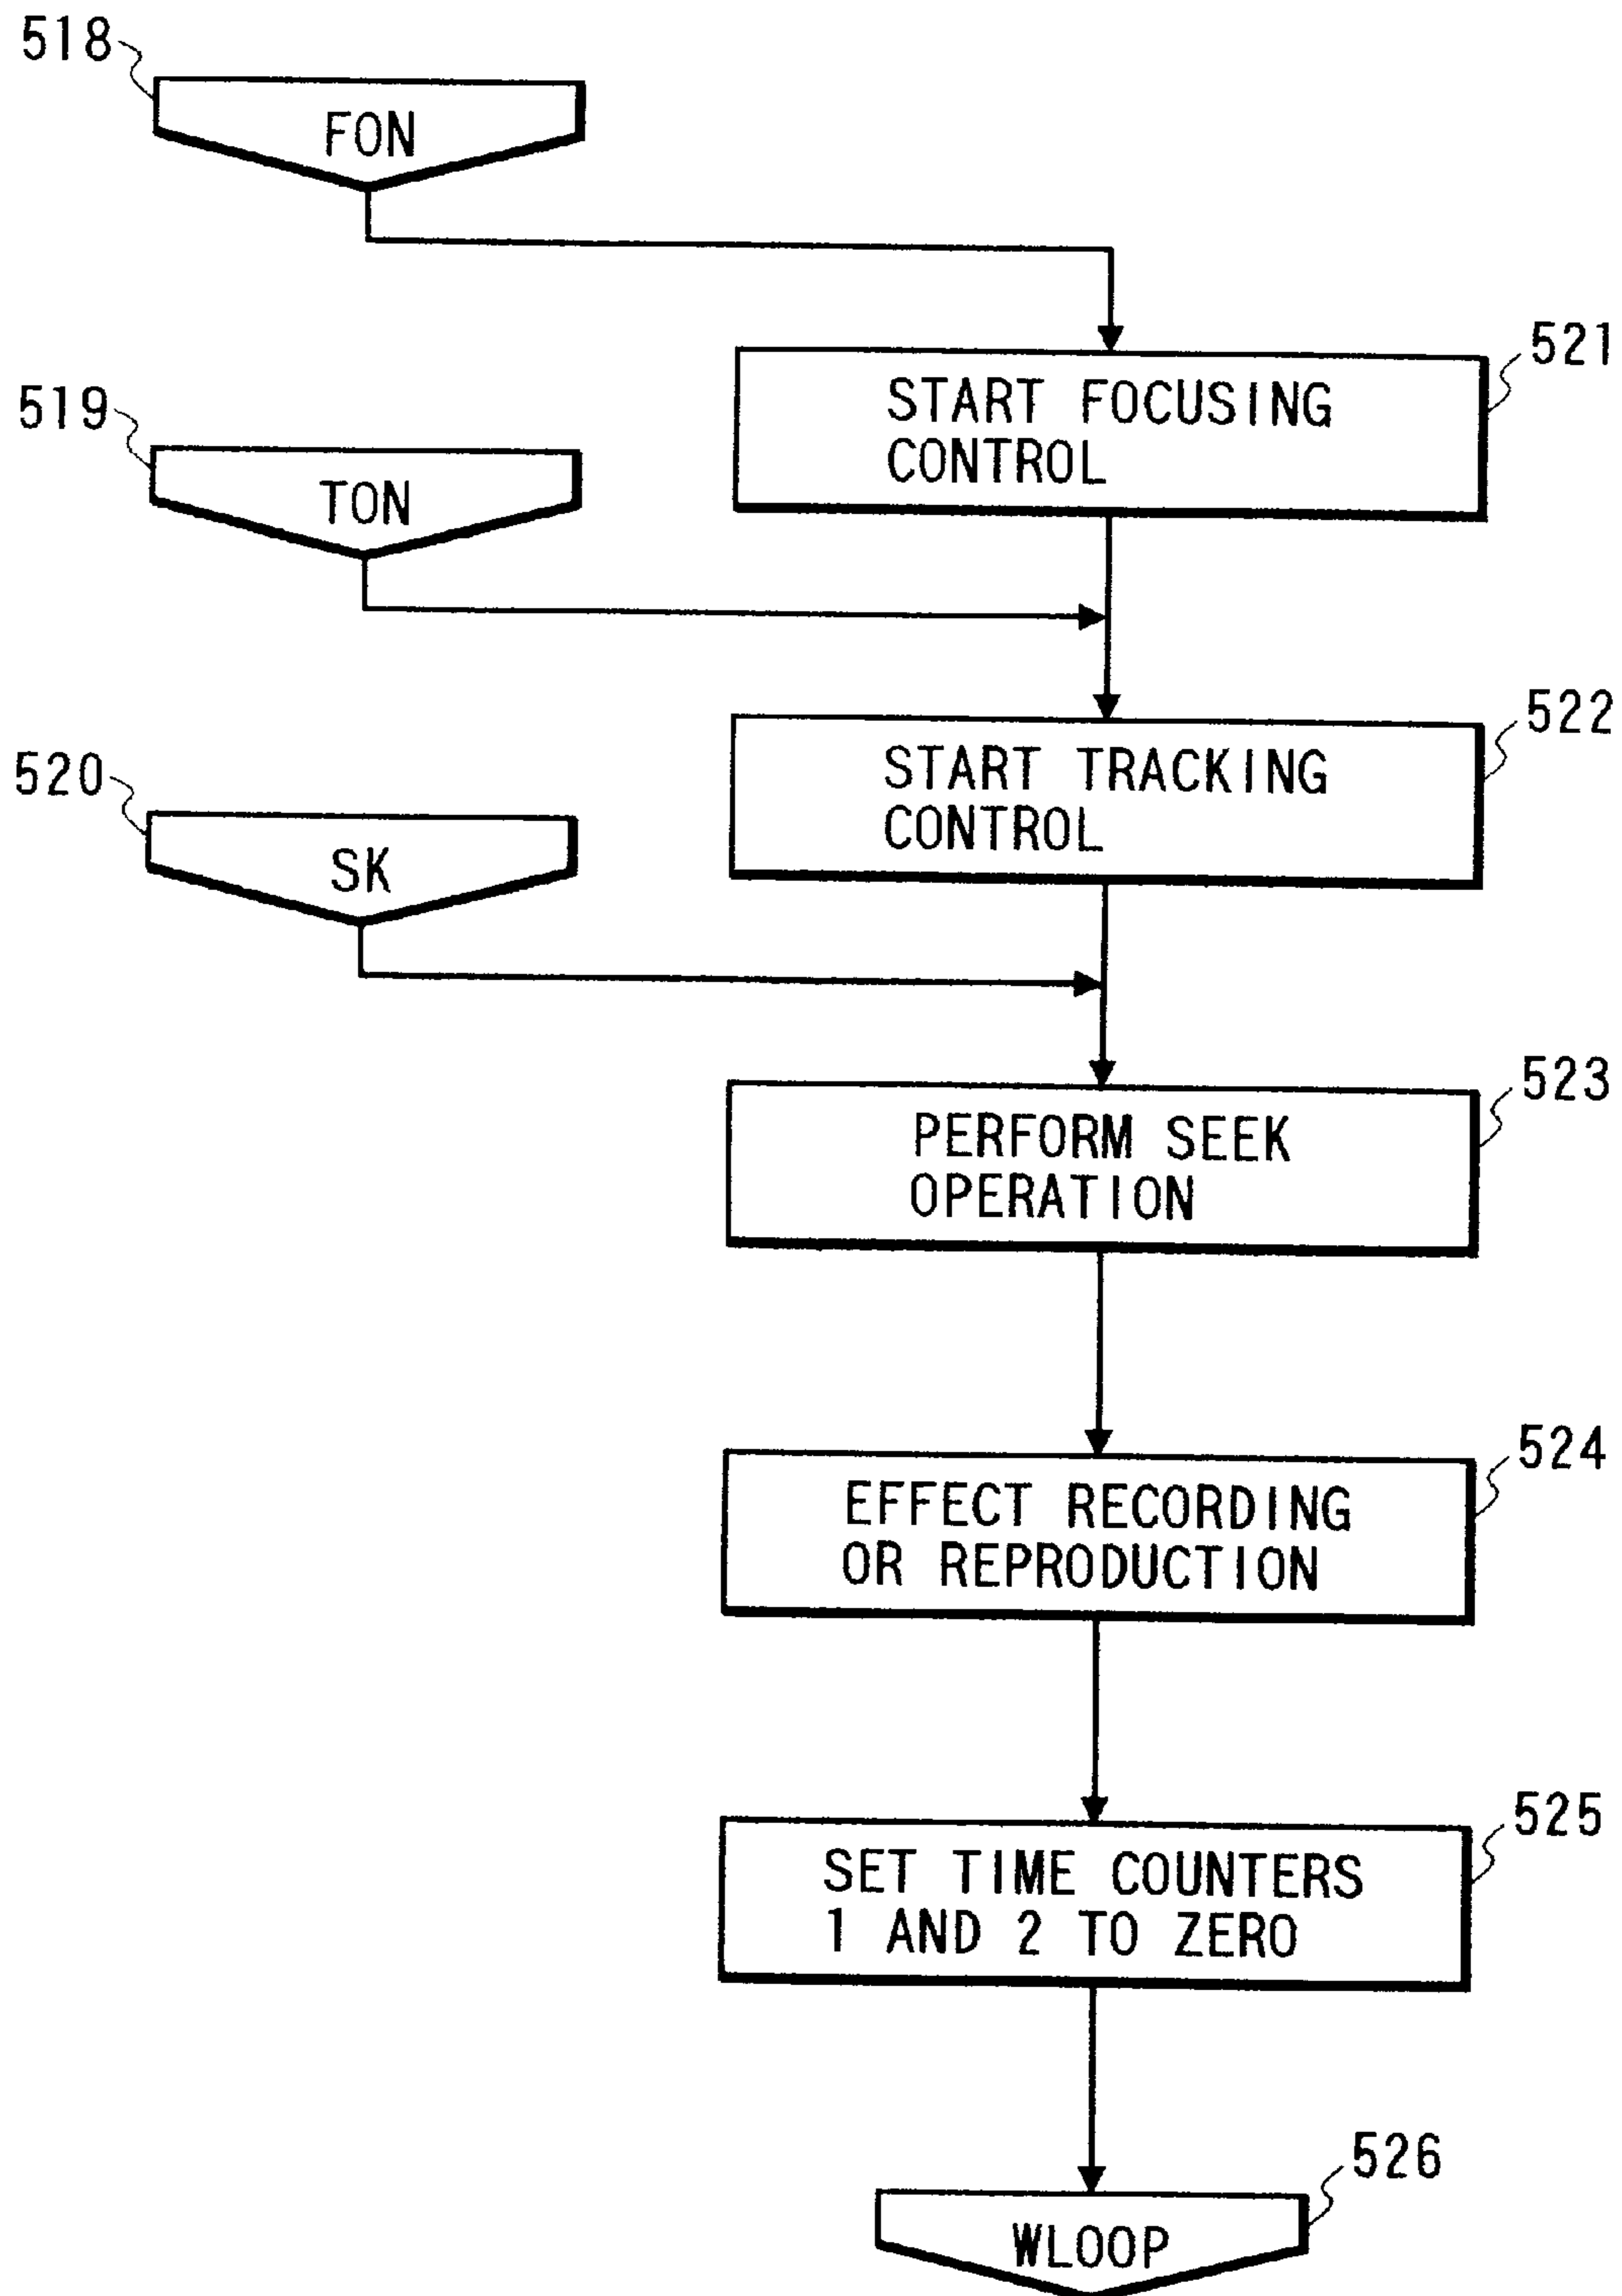 518
FON
521
START FOCUSING
CONTROL
519
TON
522
START TRACKING
CONTROL
520
SK
523
PERFORM SEEK
OPERATION
524
EFFECT RECORDING
OR REPRODUCTION
525
SET TIME COUNTERS
1 AND 2 TO ZERO
526
WLOOP